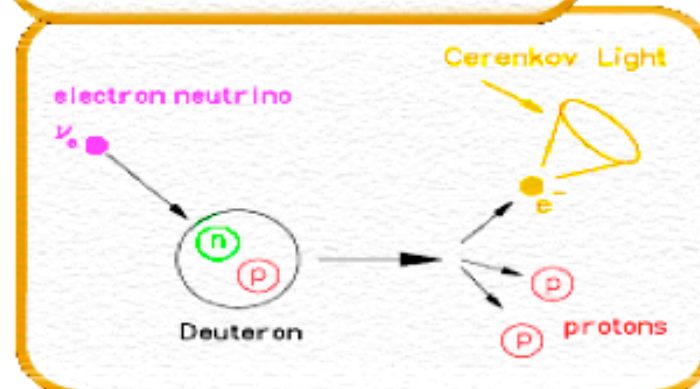 Cerenkov Light
electron neutrino
νe
n
p
e-
p
Deuteron
p
protons